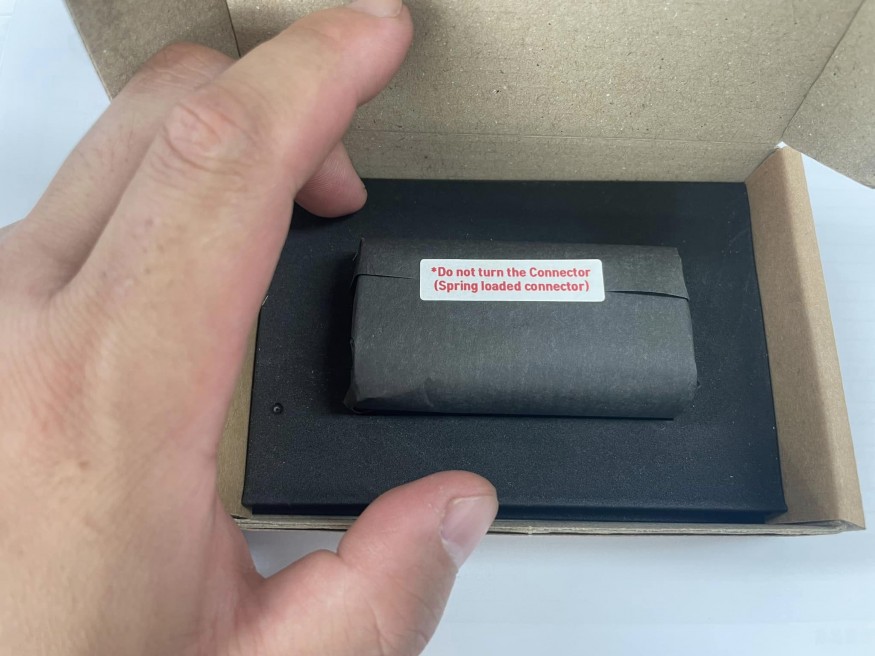 *Do not turn the Connector
(Spring loaded connector)